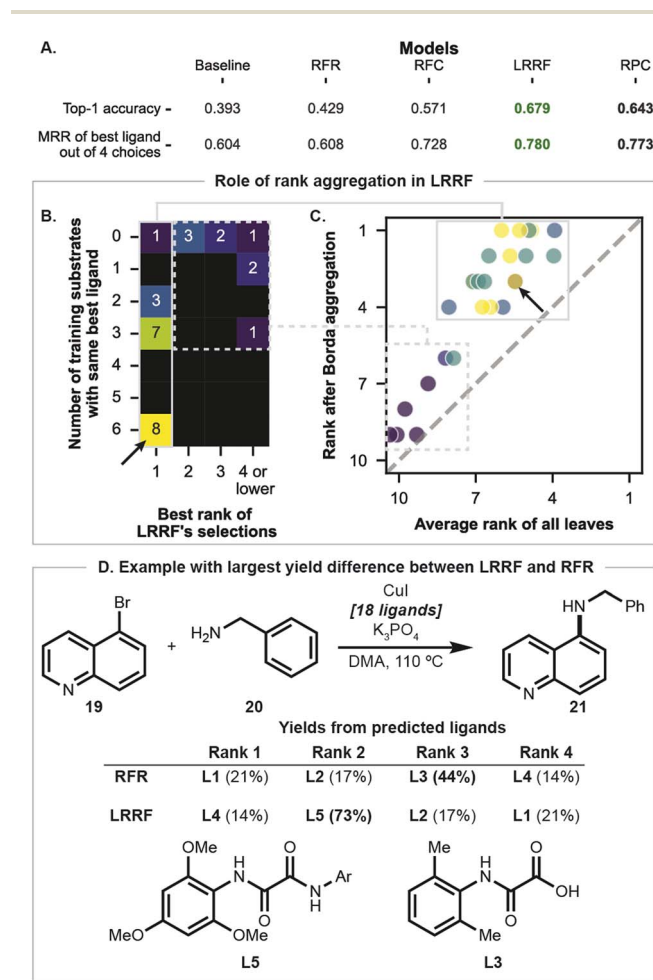 A.
Models
Baseline RFR RFC LRRF RPC
Top-1 accuracy 0.393 0.429 0.571 0.679 0.643
MRR of best ligand
out of 4 choices 0.604 0.608 0.728 0.780 0.773
Role of rank aggregation in LRRF
B.
Number of training substrates
with same best ligand
0 1 3 2 1
1 2
2 3
3 7 1
4
5
6 8
1 2 3 4 or
lower
Best rank of
LRRF's selections
C.
Rank after Borda aggregation
1
4
7
10
10 7 4 1
Average rank of all leaves
D. Example with largest yield difference between LRRF and RFR
Br
N
19
+
H2N
20
CuI
[18 ligands]
K3PO4
DMA, 110 ºC
HN Ph
N
21
Yields from predicted ligands
Rank 1 Rank 2 Rank 3 Rank 4
RFR L1 (21%) L2 (17%) L3 (44%) L4 (14%)
LRRF L4 (14%) L5 (73%) L2 (17%) L1 (21%)
OMe
H
N
O
N
H
Ar
O
MeO OMe
L5
Me
H
N
O
OH
O
Me
L3